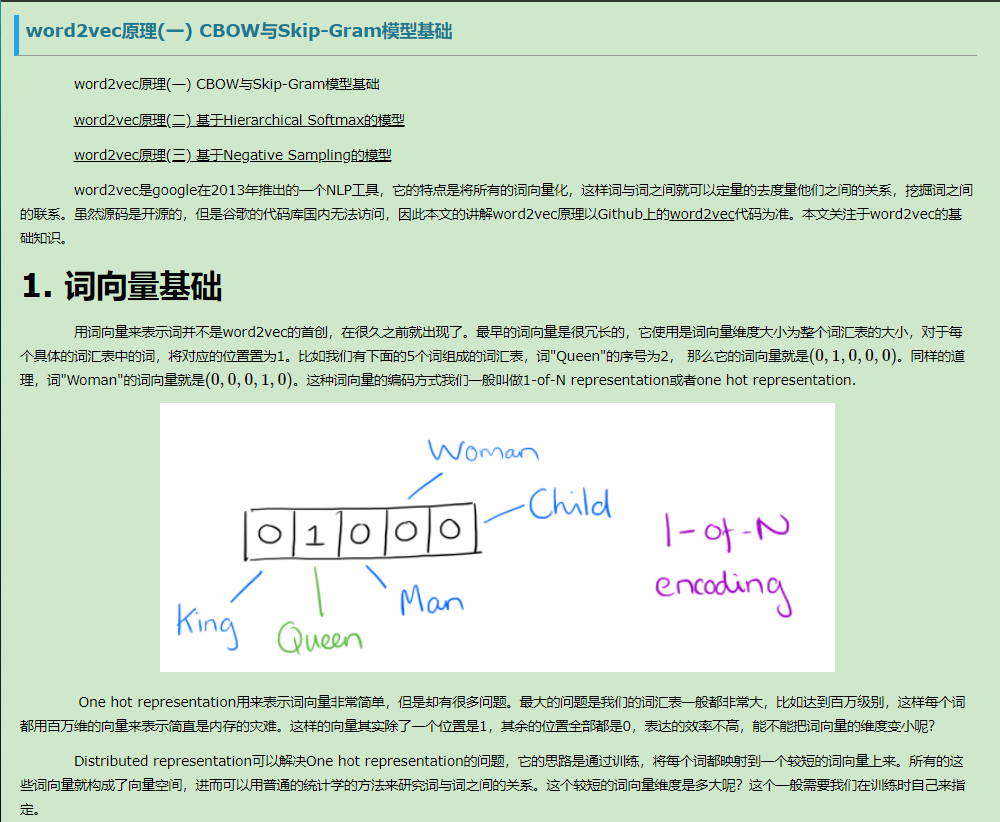 word2vec原理(一) CBOW与Skip-Gram模型基础
word2vec原理(一) CBOW与Skip-Gram模型基础
word2vec原理(二) 基于Hierarchical Softmax的模型
word2vec原理(三) 基于Negative Sampling的模型
word2vec是google在2013年推出的一个NLP工具，它的特点是将所有的词向量化，这样词与词之间就可以定量的去度量他们之间的关系，挖掘词之间
的联系。虽然源码是开源的，但是谷歌的代码库国内无法访问，因此本文的讲解word2vec原理以Github上的word2vec代码为准。本文关注于word2vec的基
础知识。
1. 词向量基础
用词向量来表示词并不是word2vec的首创，在很久之前就出现了。最早的词向量是很冗长的，它使用是词向量维度大小为整个词汇表的大小，对于每
个具体的词汇表中的词，将对应的位置置为1。比如我们有下面的5个词组成的词汇表，词"Queen"的序号为2， 那么它的词向量就是(0,1,0,0,0)。同样的道
理，词"Woman"的词向量就是(0,0,0,1,0)。这种词向量的编码方式我们一般叫做1-of-N representation或者one hot representation.
Woman
Child
0 1 0 0 0
1-of-N
encoding
King
Queen
Man
One hot representation用来表示词向量非常简单，但是却有很多问题。最大的问题是我们的词汇表一般都非常大，比如达到百万级别，这样每个词
都用百万维的向量来表示简直是内存的灾难。这样的向量其实除了一个位置是1，其余的位置全部都是0，表达的效率不高，能不能把词向量的维度变小呢？
Distributed representation可以解决One hot representation的问题，它的思路是通过训练，将每个词都映射到一个较短的词向量上来。所有的这
些词向量就构成了向量空间，进而可以用普通的统计学的方法来研究词与词之间的关系。这个较短的词向量维度是多大呢？这个一般需要我们在训练时自己来指
定。